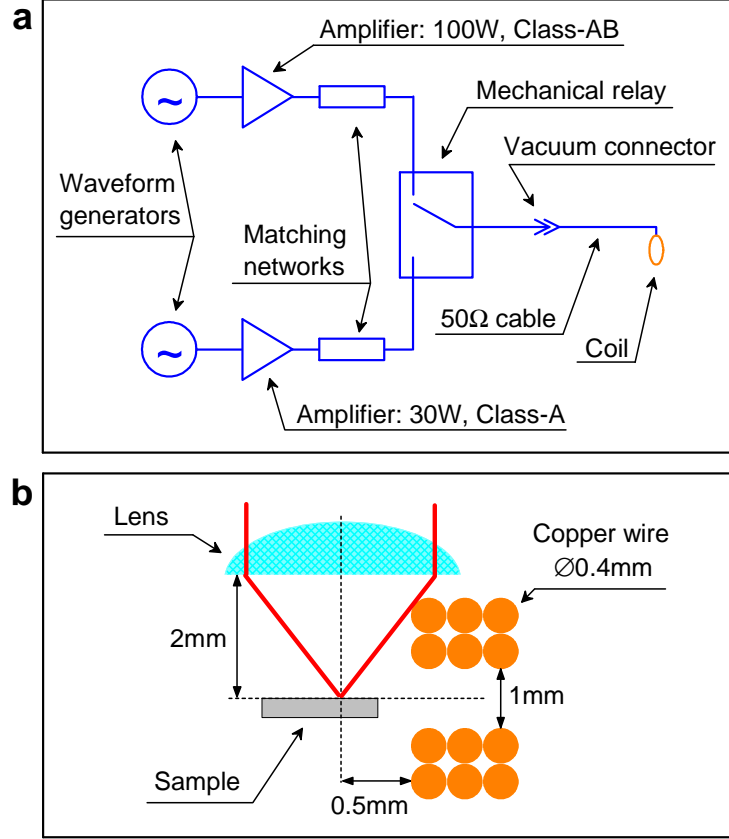 a
Amplifier: 100W, Class-AB
Mechanical relay
Vacuum connector
~
Waveform
generators
Matching
networks
50Ω cable
~
Coil
Amplifier: 30W, Class-A
b
Lens
Copper wire
∅0.4mm
2mm
1mm
Sample
0.5mm